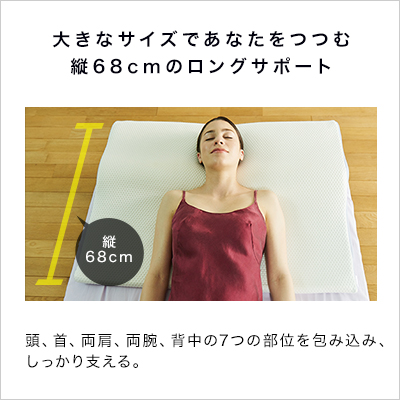 大きなサイズであなたをつつむ
縦68cmのロングサポート
縦
68cm
頭、首、両肩、両腕、背中の7つの部位を包み込み、
しっかり支える。